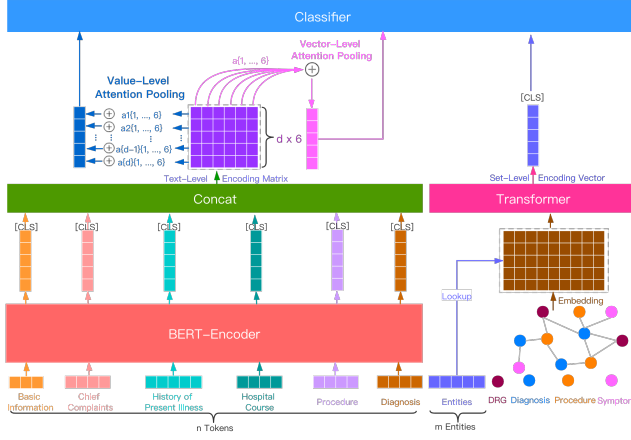 Classifier
Vector-Level
Attention Pooling
a{1, ..., 6}
Value-Level
Attention Pooling
a1{1, ..., 6}
a2{1, ..., 6}
a{d-1}{1, ..., 6}
a{d}{1, ..., 6}
d x 6
[CLS]
Text-Level Encoding Matrix
Set-Level Encoding Vector
Concat
Transformer
[CLS] [CLS] [CLS] [CLS] [CLS] [CLS]
Lookup
Embedding
BERT-Encoder
Basic
Information
Chief
Complaints
History of
Present Illness
Hospital
Course
Procedure
Diagnosis
Entities
DRG Diagnosis Procedure Symptom
n Tokens
m Entities